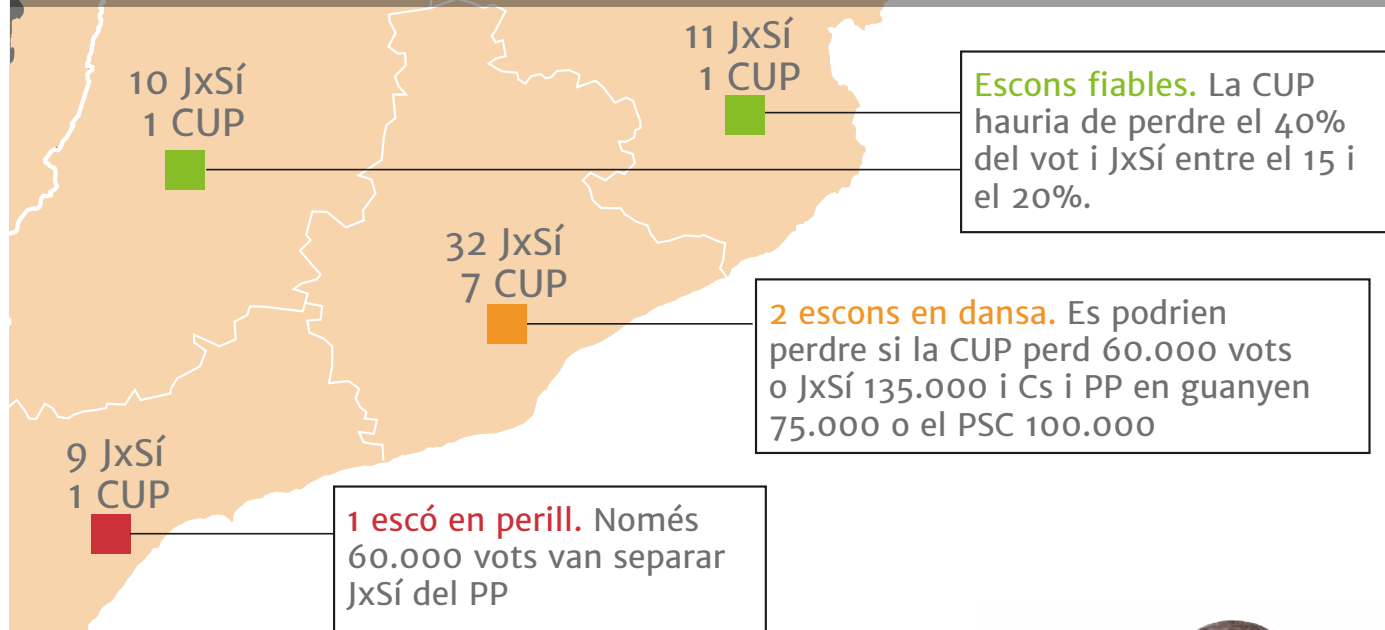 11 JxSí
1 CUP
10 JxSí
1 CUP
Escons fiables. La CUP
hauria de perdre el 40%
del vot i JxSí entre el 15 i
el 20%.
32 JxSí
7 CUP
2 escons en dansa. Es podrien
perdre si la CUP perd 60.000 vots
o JxSí 135.000 i Cs i PP en guanyen
75.000 o el PSC 100.000
9 JxSí
1 CUP
1 escó en perill. Només
60.000 vots van separar
JxSí del PP